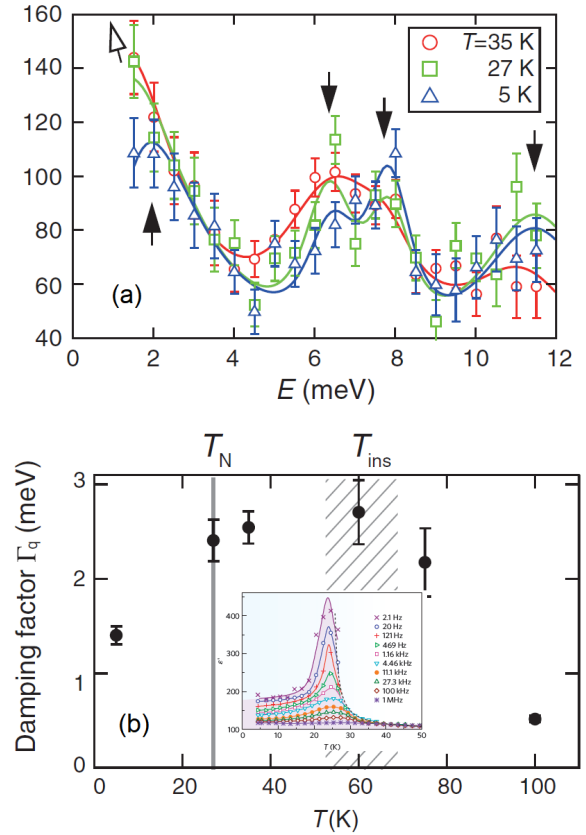 160
140
120
100
80
60
40
T=35 K
27 K
5 K
(a)
0 2 4 6 8 10 12
E (meV)
T_N T_ins
Damping factor Γ_q (meV)
3
2
1
0
(b)
400
300
200
100
ε'
2.1 Hz
20 Hz
121 Hz
469 Hz
1.16 kHz
4.46 kHz
11.1 kHz
27.3 kHz
100 kHz
1 MHz
0 10 20 30 40 50
T (K)
0 20 40 60 80 100
T(K)